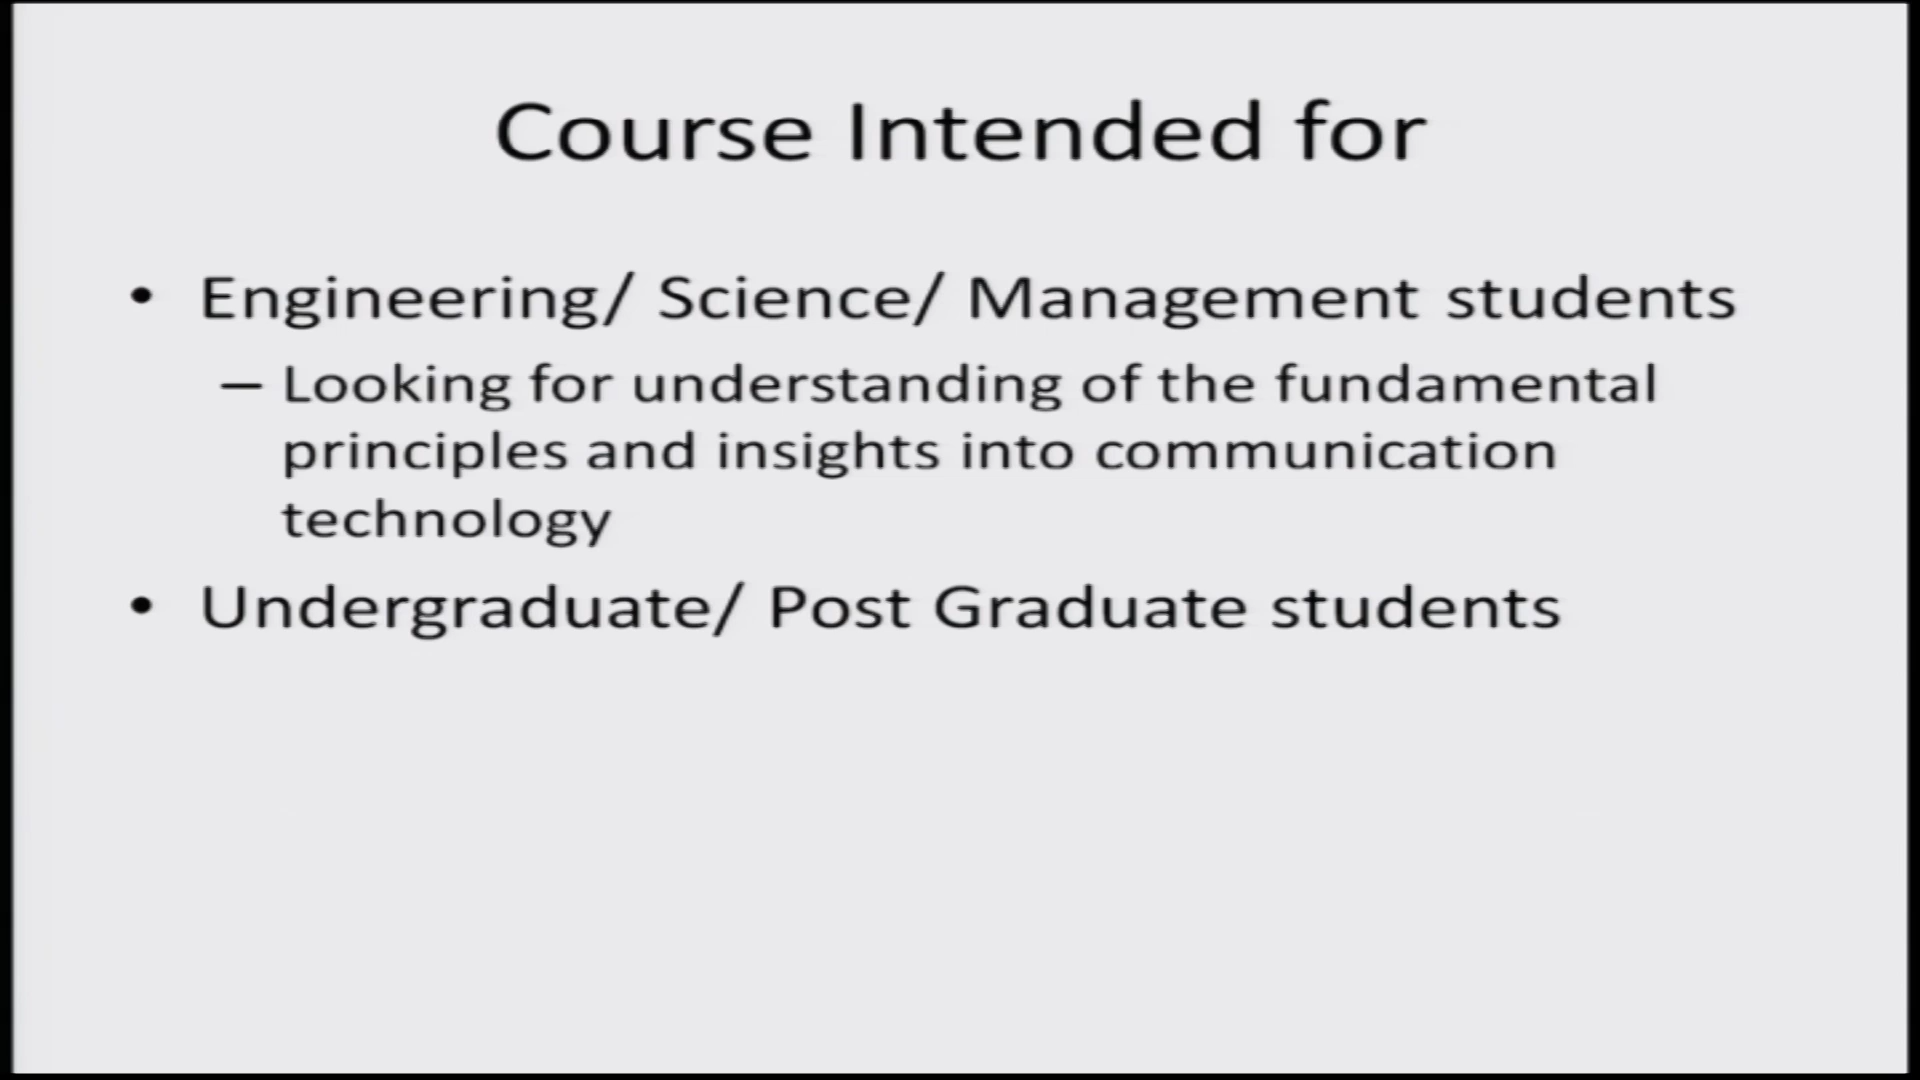 Course Intended for
• Engineering/ Science/ Management students
– Looking for understanding of the fundamental
principles and insights into communication
technology
• Undergraduate/ Post Graduate students